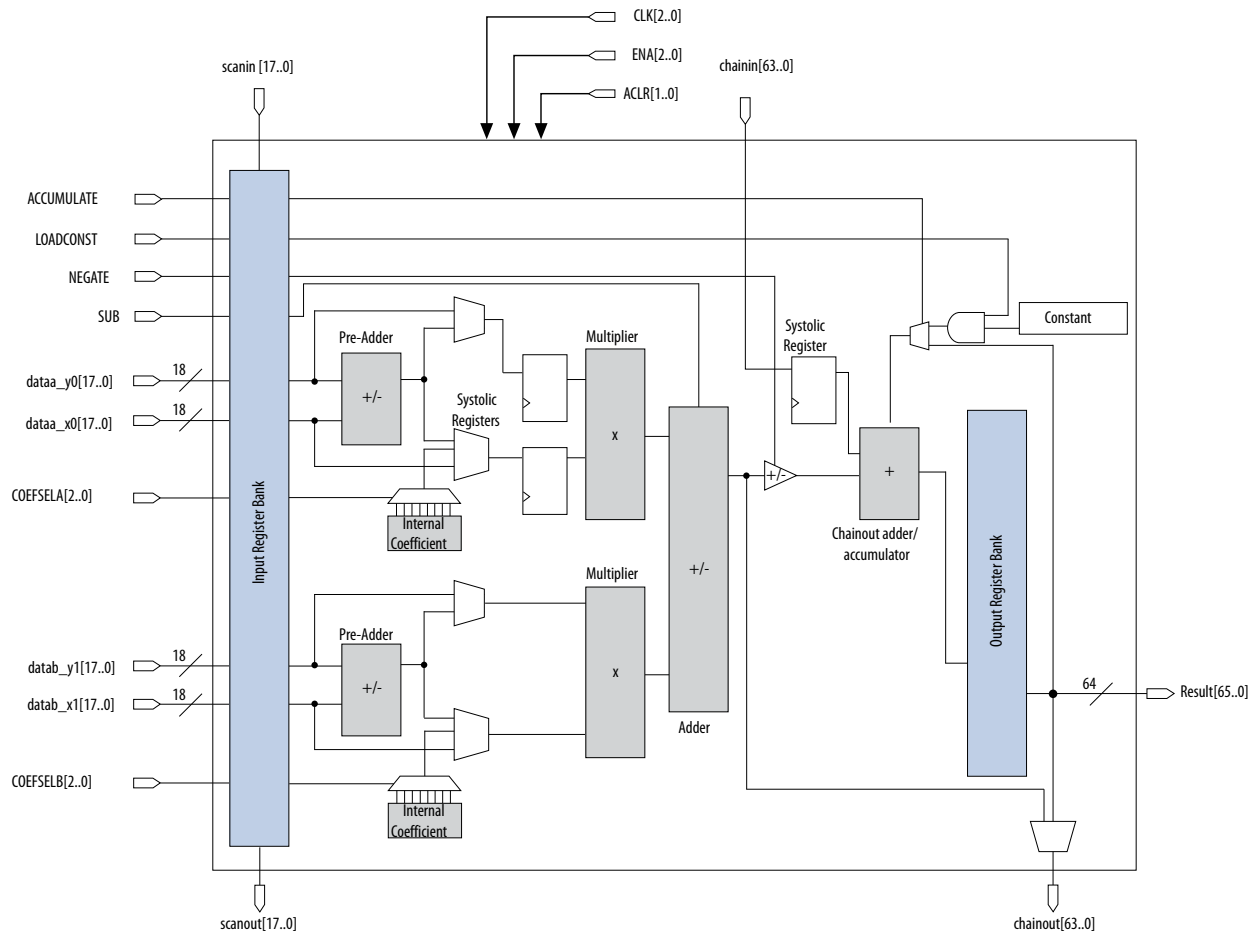 CLK[2..0]
ENA[2..0]
ACLR[1..0]
scanin [17..0]
chainin[63..0]
ACCUMULATE
LOADCONST
NEGATE
SUB
Constant
Systolic
Register
Pre-Adder
Multiplier
dataa_y0[17..0]
18
+/-
dataa_x0[17..0]
18
Systolic
Registers
x
+
+/-
COEFSELA[2..0]
Internal
Coefficient
Chainout adder/
accumulator
Input Register Bank
+/-
Output Register Bank
Multiplier
Pre-Adder
datab_y1[17..0]
18
+/-
x
datab_x1[17..0]
18
64
Result[65..0]
Adder
COEFSELB[2..0]
Internal
Coefficient
scanout[17..0]
chainout[63..0]